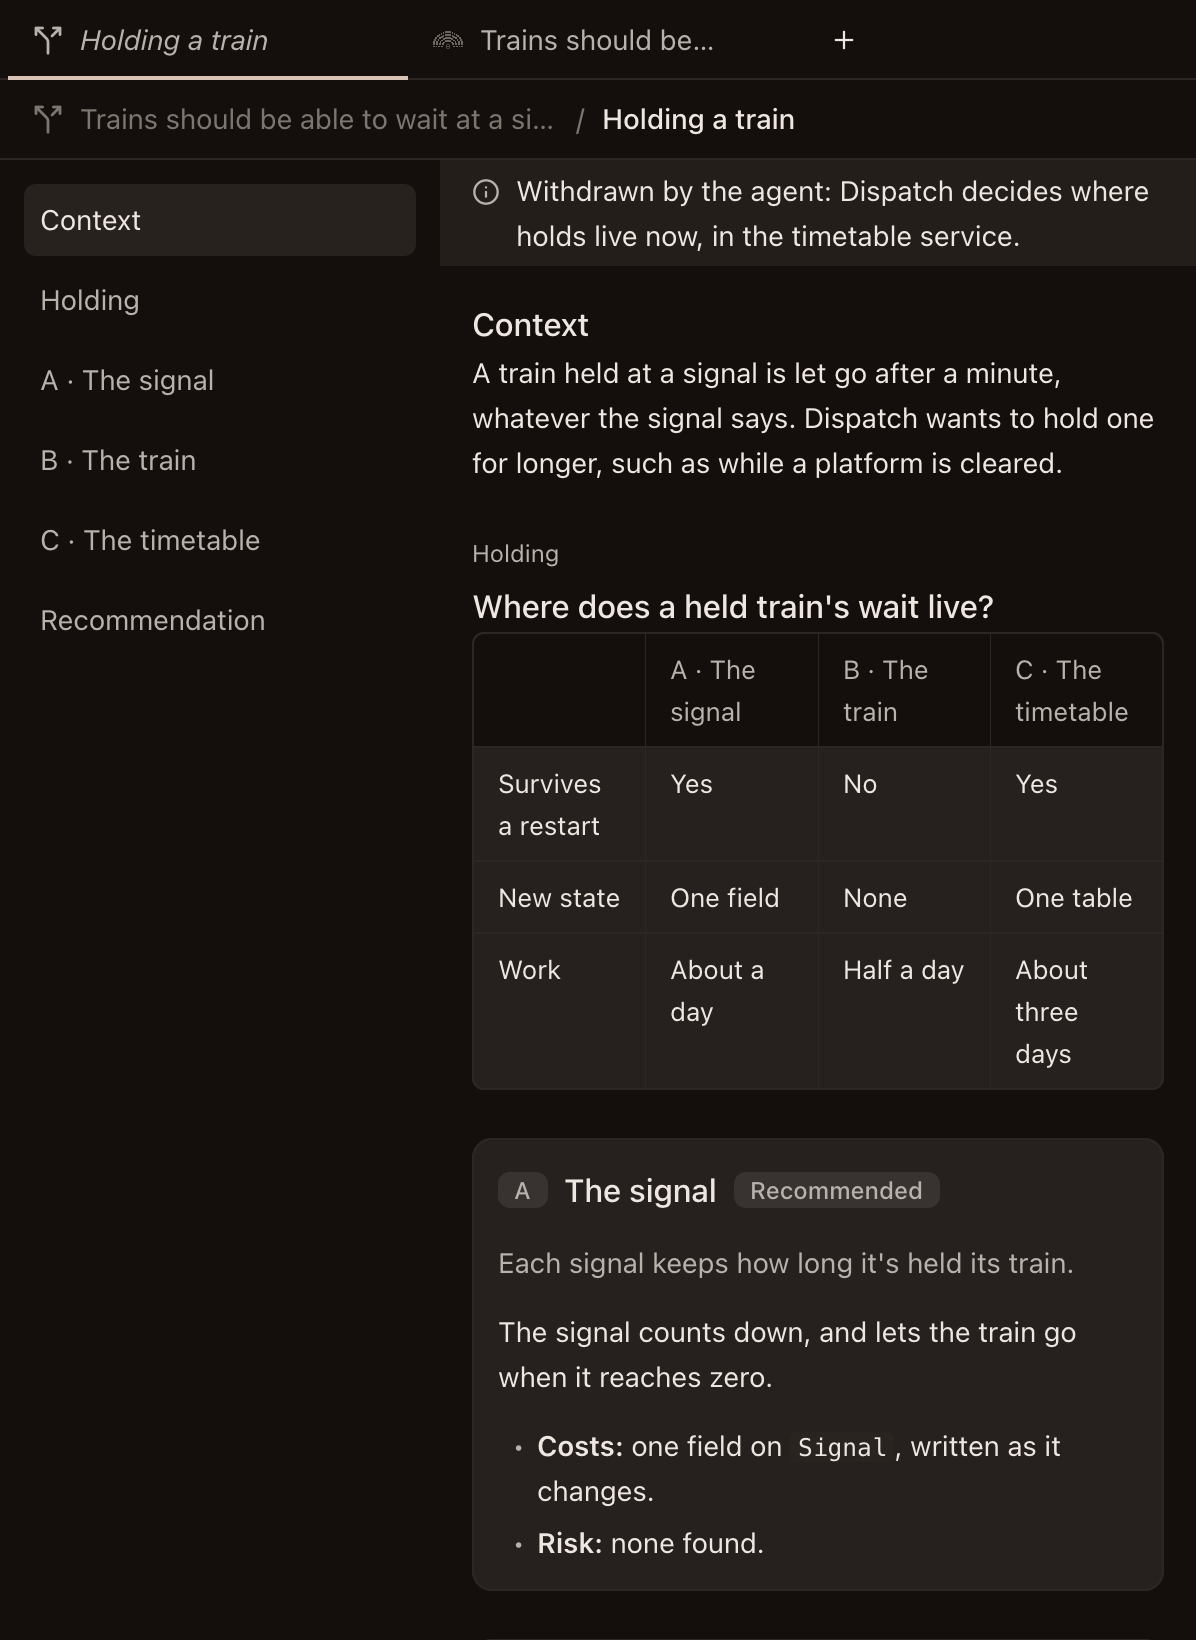 Holding a train
Trains should be...
+
Trains should be able to wait at a si... / Holding a train
Context
Holding
A · The signal
B · The train
C · The timetable
Recommendation
Withdrawn by the agent: Dispatch decides where
holds live now, in the timetable service.
Context
A train held at a signal is let go after a minute,
whatever the signal says. Dispatch wants to hold one
for longer, such as while a platform is cleared.
Holding
Where does a held train's wait live?
A · The
signal
B · The
train
C · The
timetable
Survives
a restart
Yes
No
Yes
New state
One field
None
One table
Work
About a
day
Half a day
About
three
days
A The signal Recommended
Each signal keeps how long it's held its train.
The signal counts down, and lets the train go
when it reaches zero.
• Costs: one field on Signal, written as it
changes.
• Risk: none found.